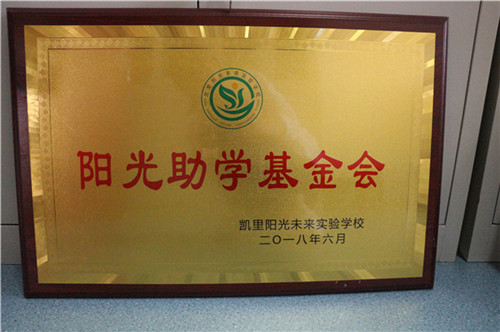 阳光助学基金会
凯里阳光未来实验学校
二〇一八年六月